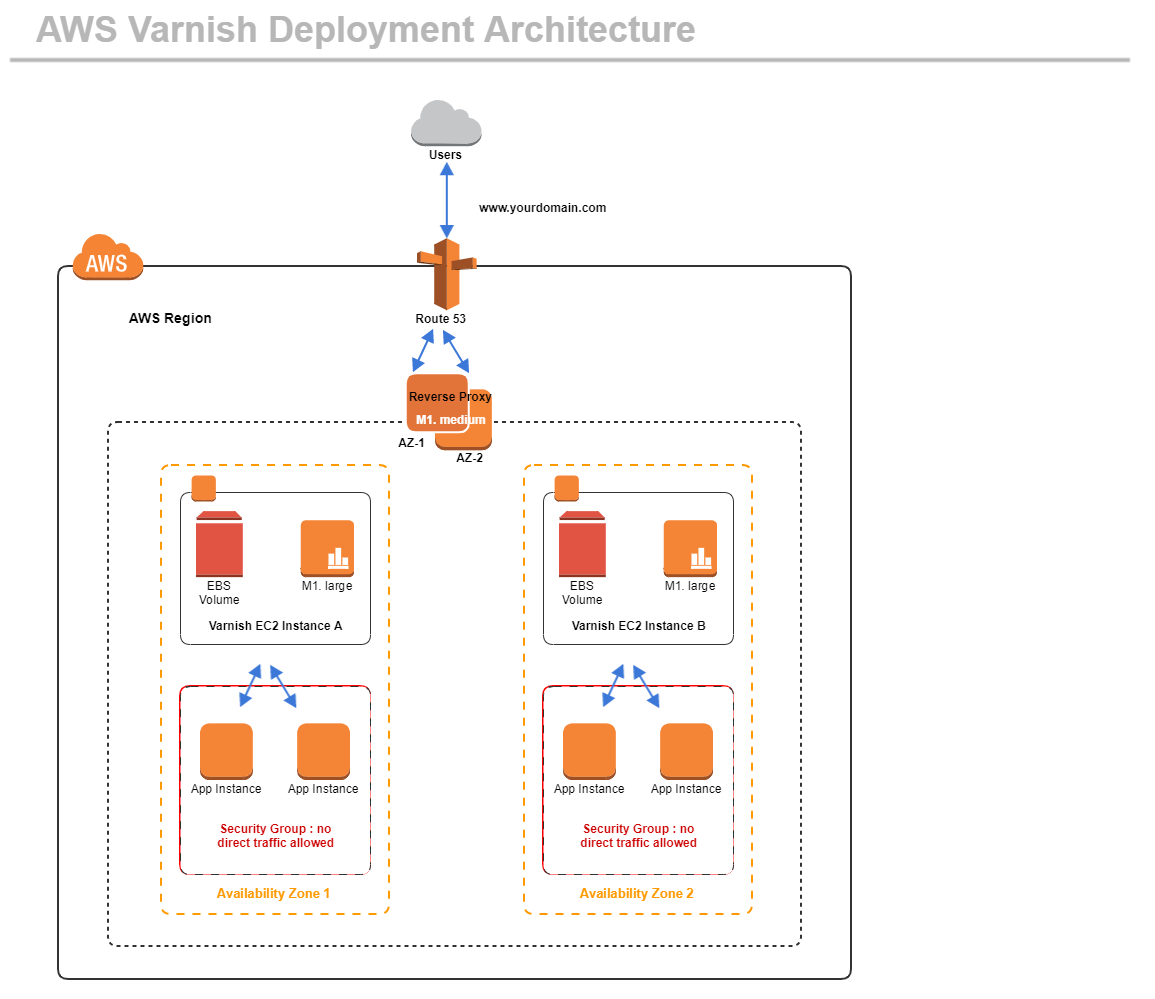 AWS Varnish Deployment Architecture
Users
www.yourdomain.com
AWS
AWS Region
Route 53
Reverse Proxy
M1. medium
AZ-1
AZ-2
EBS
Volume
M1. large
Varnish EC2 Instance A
EBS
Volume
M1. large
Varnish EC2 Instance B
App Instance
App Instance
Security Group : no
direct traffic allowed
Availability Zone 1
App Instance
App Instance
Security Group : no
direct traffic allowed
Availability Zone 2